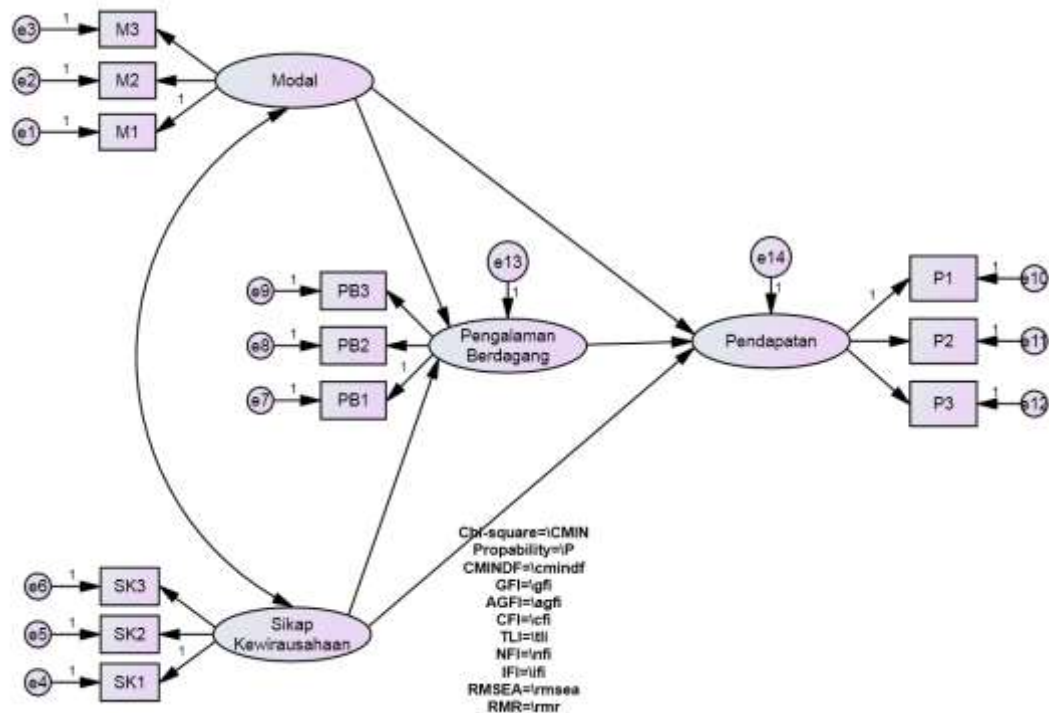 e3 1 M3
e2 1 M2
1
e1 1 M1
Modal
e13
1
e14
1
e9 1 PB3
e8 1 PB2
1
e7 1 PB1
Pengalaman
Berdagang
Pendapatan
1
P1 1 e10
P2 1 e11
P3 1 e12
e6 1 SK3
e5 1 SK2
1
e4 1 SK1
Sikap
Kewirausahaan
Chi-square=\CMIN
Propability=\P
CMINDF=\cmindf
GFI=\gfi
AGFI=\agfi
CFI=\cfi
TLI=\tli
NFI=\nfi
IFI=\ifi
RMSEA=\rmsea
RMR=\rmr